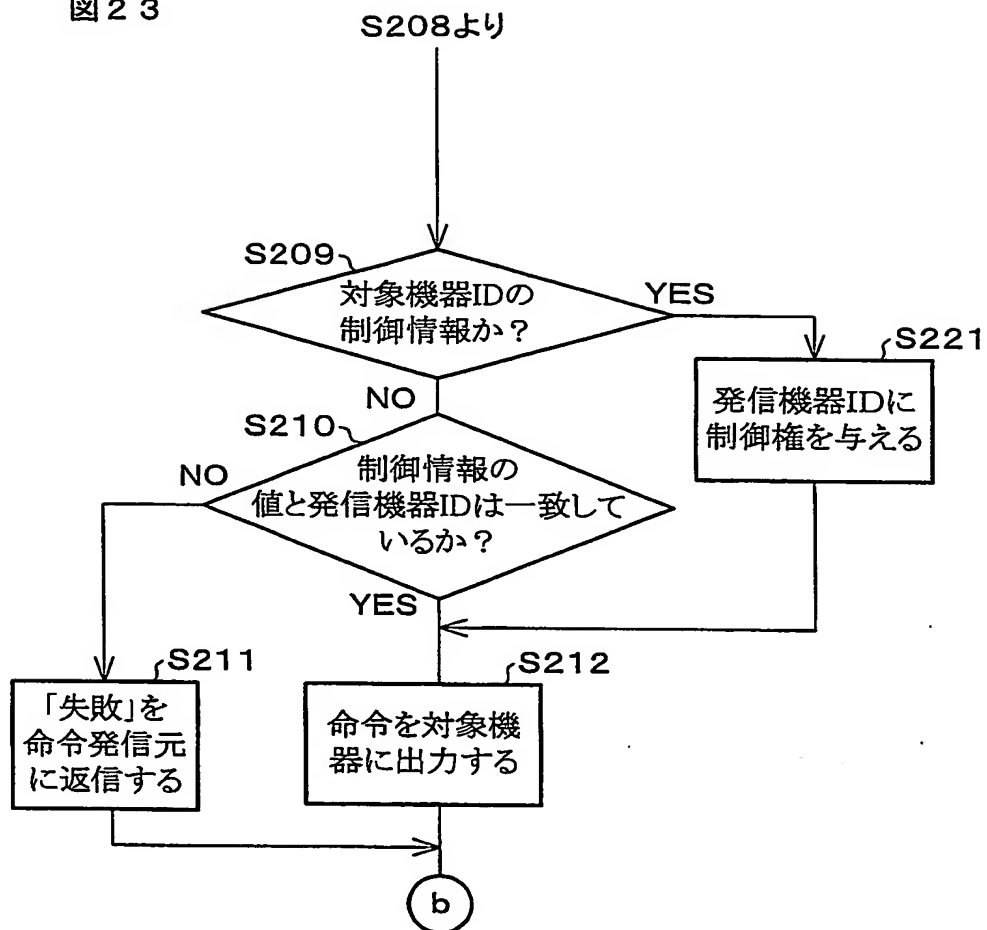 図23
S208より
S209
対象機器IDの
制御情報か?
YES
S221
発信機器IDに
制御権を与える
NO
S210
制御情報の
値と発信機器IDは一致して
いるか?
NO
YES
S211
「失敗」を
命令発信元
に返信する
S212
命令を対象機
器に出力する
b